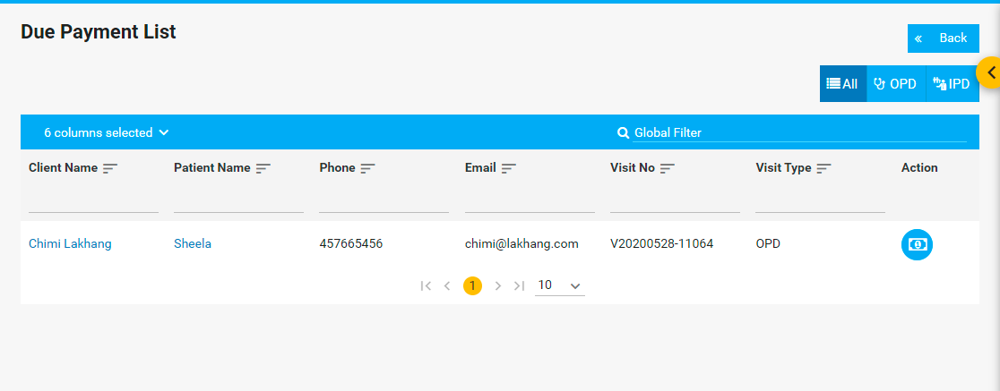 Due Payment List
Back
All OPD IPD
6 columns selected Global Filter
Client Name Patient Name Phone Email Visit No Visit Type Action
Chimi Lakhang Sheela 457665456 chimi@lakhang.com V20200528-11064 OPD
1 10